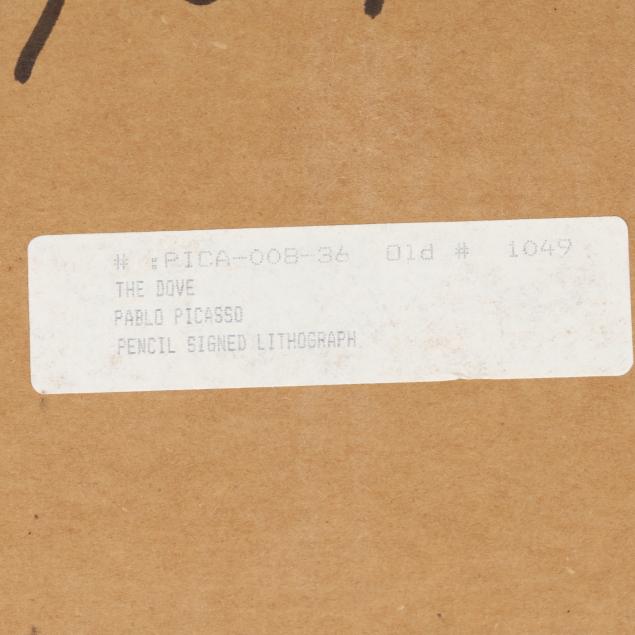 # :PICA-008-36 Old # 1049
THE DOVE
PABLO PICASSO
PENCIL SIGNED LITHOGRAPH